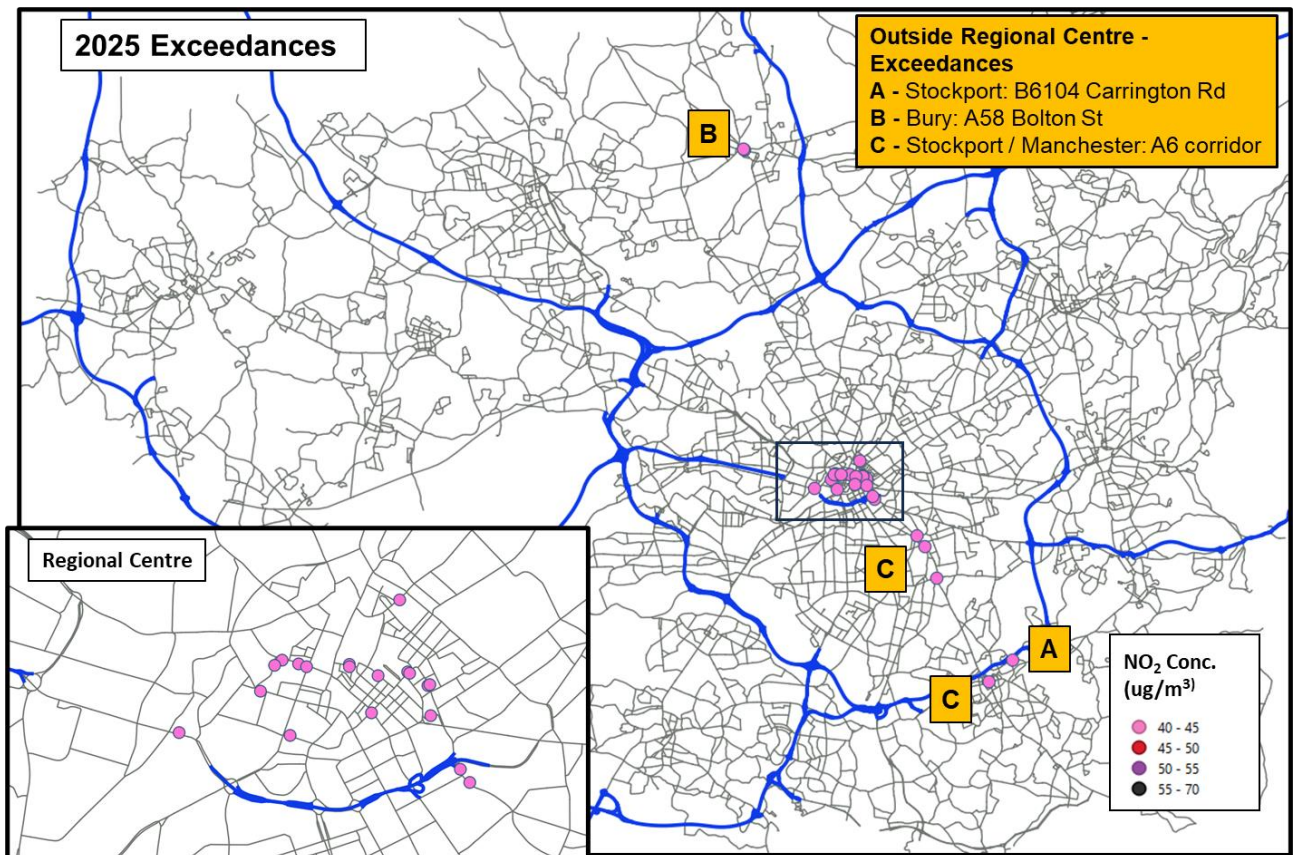 2025 Exceedances
Outside Regional Centre -
Exceedances
A - Stockport: B6104 Carrington Rd
B - Bury: A58 Bolton St
C - Stockport / Manchester: A6 corridor
B
C
A
C
Regional Centre
NO₂ Conc.
(ug/m³⁾
40 - 45
45 - 50
50 - 55
55 - 70